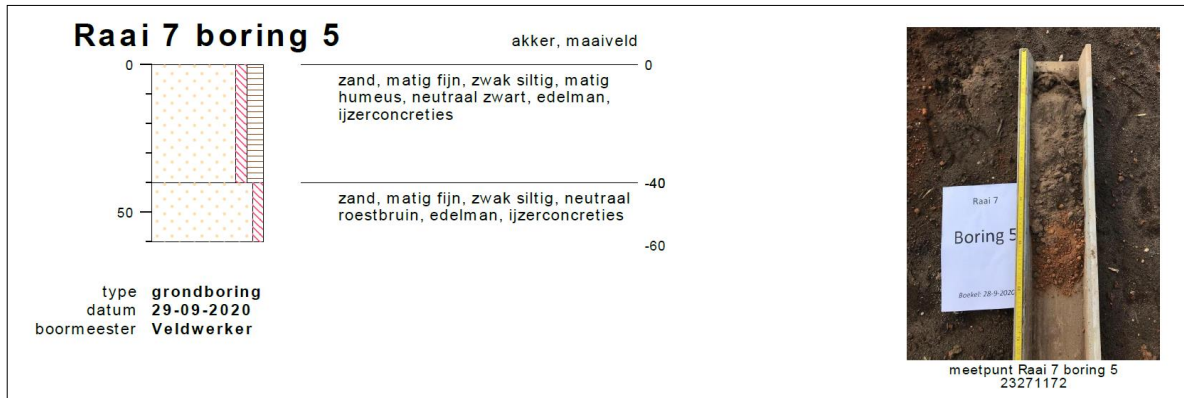 Raai 7 boring 5
akker, maaiveld
0
0
zand, matig fijn, zwak siltig, matig
humeus, neutraal zwart, edelman,
ijzerconcreties
-40
zand, matig fijn, zwak siltig, neutraal
roestbruin, edelman, ijzerconcreties
50
-60
type grondboring
datum 29-09-2020
boormeester Veldwerker
Raai 7
Boring 5
Boekel: 28-9-2020
meetpunt Raai 7 boring 5
23271172